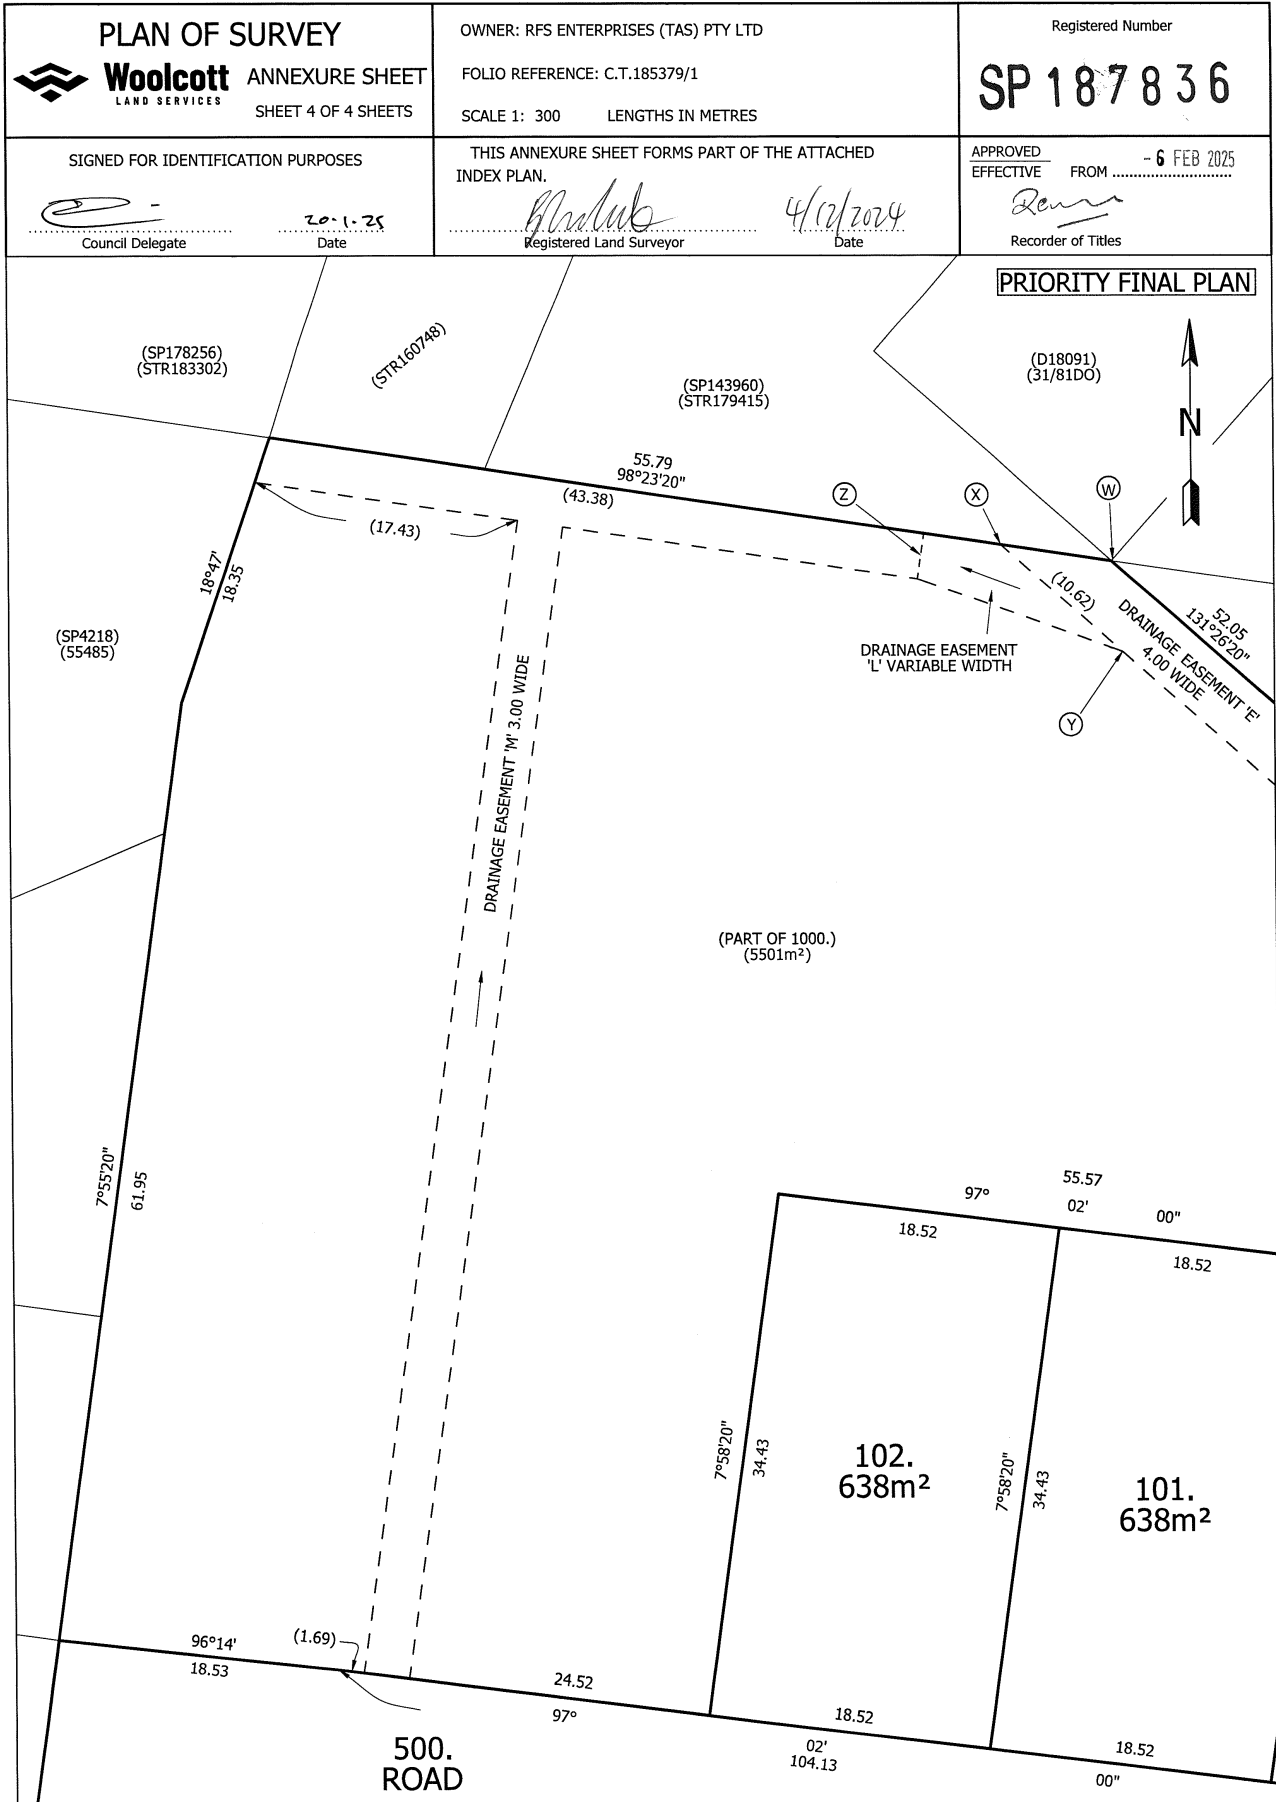 PLAN OF SURVEY
Woolcott
LAND SERVICES
ANNEXURE SHEET
SHEET 4 OF 4 SHEETS
OWNER: RFS ENTERPRISES (TAS) PTY LTD
FOLIO REFERENCE: C.T.185379/1
SCALE 1: 300 LENGTHS IN METRES
Registered Number
SP 187836
SIGNED FOR IDENTIFICATION PURPOSES
20-1-25
Council Delegate Date
THIS ANNEXURE SHEET FORMS PART OF THE ATTACHED
INDEX PLAN.
4/12/2024
Registered Land Surveyor Date
APPROVED
EFFECTIVE FROM - 6 FEB 2025
Recorder of Titles
PRIORITY FINAL PLAN
(SP178256)
(STR183302)
(STR160748)
(SP143960)
(STR179415)
(D18091)
(31/81DO)
N
55.79
98°23'20"
(43.38)
Z
X
W
(17.43)
18°47'
18.35
(10.62)
52.05
131°26'20"
DRAINAGE EASEMENT 'E'
4.00 WIDE
(SP4218)
(55485)
DRAINAGE EASEMENT
'L' VARIABLE WIDTH
Y
DRAINAGE EASEMENT 'M' 3.00 WIDE
(PART OF 1000.)
(5501m²)
7°55'20"
61.95
55.57
97° 02' 00"
18.52
18.52
7°58'20"
34.43
102.
638m²
7°58'20"
34.43
101.
638m²
96°14'
18.53
(1.69)
24.52
97°
18.52
02'
104.13
18.52
00"
500.
ROAD